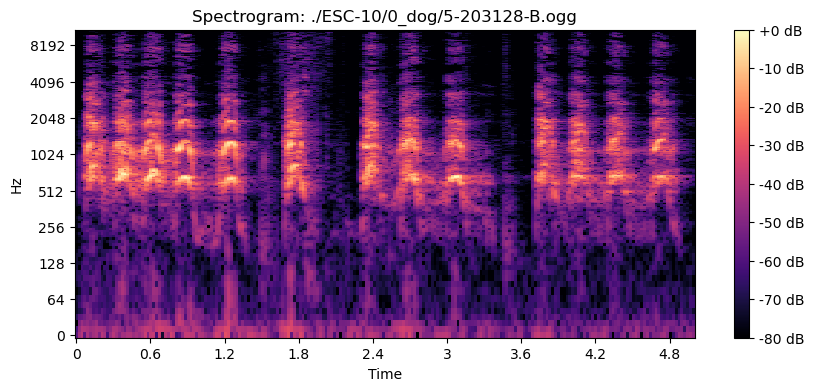 Spectrogram: ./ESC-10/0_dog/5-203128-B.ogg
8192
4096
2048
1024
512
256
128
64
0
Hz
0 0.6 1.2 1.8 2.4 3 3.6 4.2 4.8
Time
+0 dB
-10 dB
-20 dB
-30 dB
-40 dB
-50 dB
-60 dB
-70 dB
-80 dB